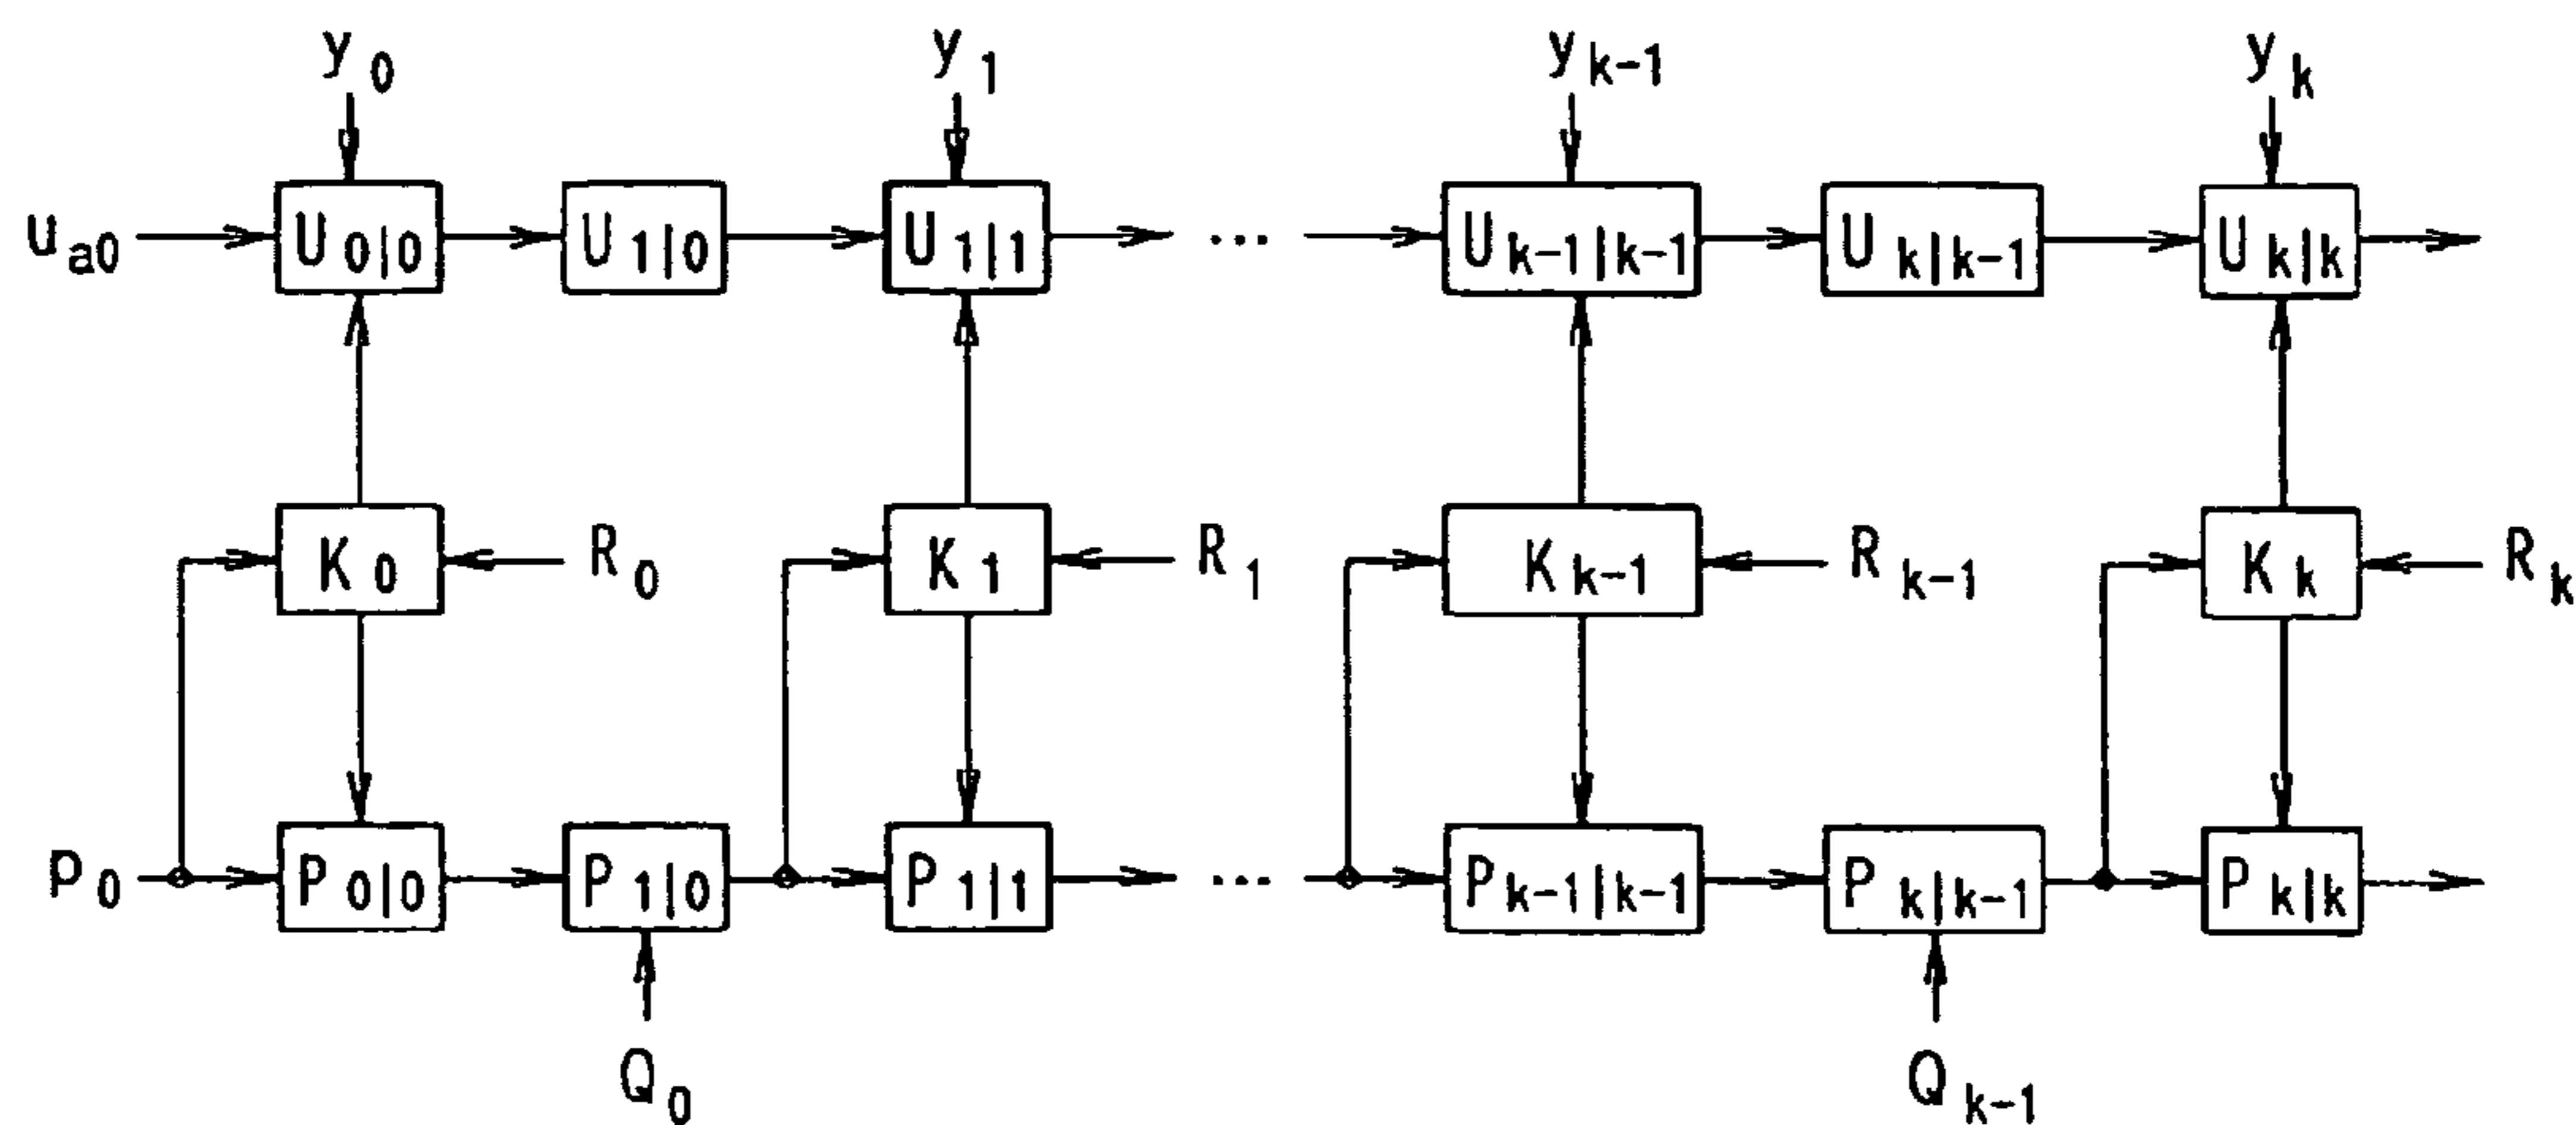 y0 y1 yk-1 yk
ua0 U0|0 U1|0 U1|1 ... Uk-1|k-1 Uk|k-1 Uk|k
K0 R0 K1 R1 Kk-1 Rk-1 Kk Rk
p0 P0|0 P1|0 P1|1 ... Pk-1|k-1 Pk|k-1 Pk|k
Q0 Qk-1